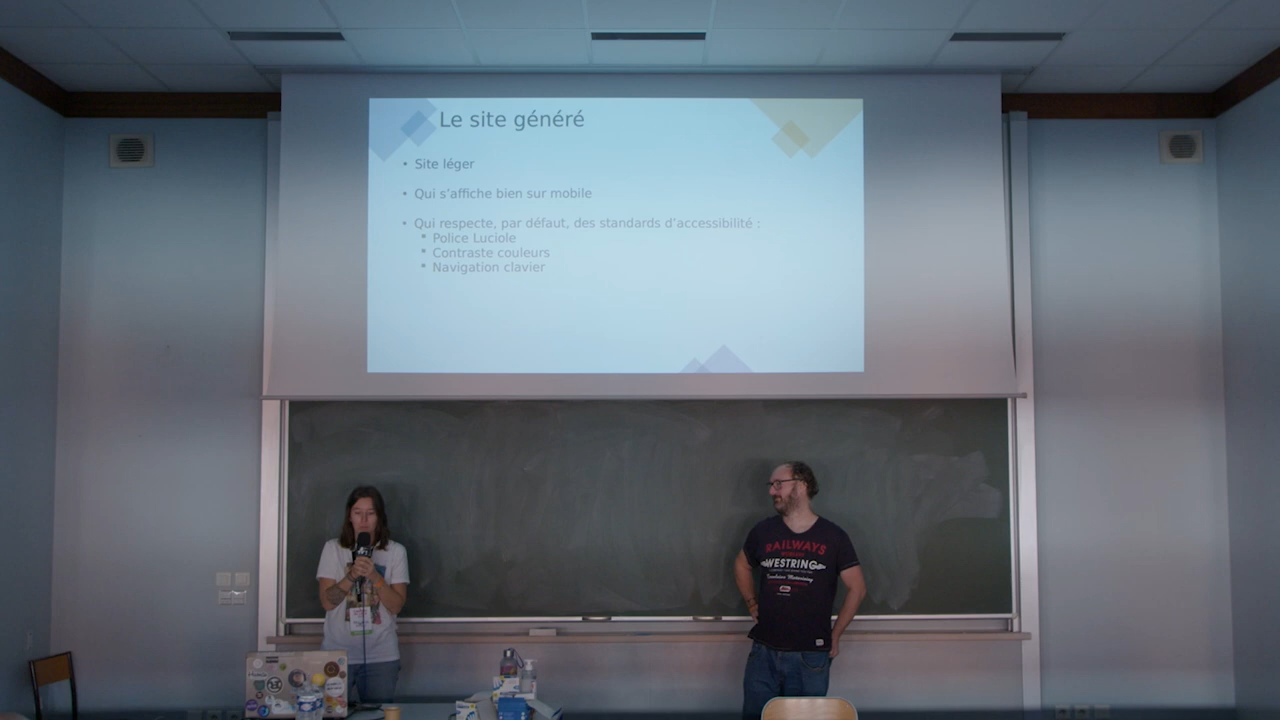 Le site généré
• Site léger
• Qui s'affiche bien sur mobile
• Qui respecte, par défaut, des standards d'accessibilité :
▪ Police Luciole
▪ Contraste couleurs
▪ Navigation clavier
RAILWAYS
WESTRING